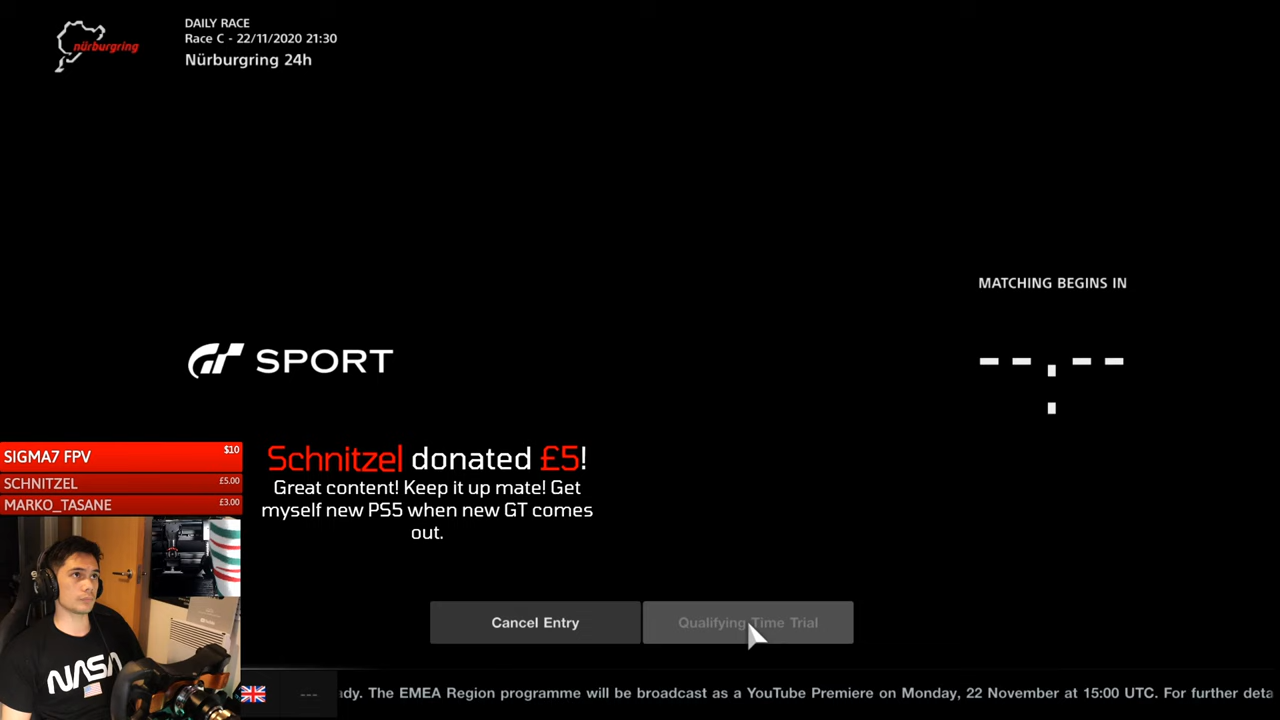 nürburgring
DAILY RACE
Race C - 22/11/2020 21:30
Nürburgring 24h
MATCHING BEGINS IN
-- : --
GT SPORT
SIGMA7 FPV $10
SCHNITZEL £5.00
MARKO_TASANE £3.00
Schnitzel donated £5!
Great content! Keep it up mate! Get
myself new PS5 when new GT comes
out.
NASA
Cancel Entry
Qualifying Time Trial
---
ady. The EMEA Region programme will be broadcast as a YouTube Premiere on Monday, 22 November at 15:00 UTC. For further deta